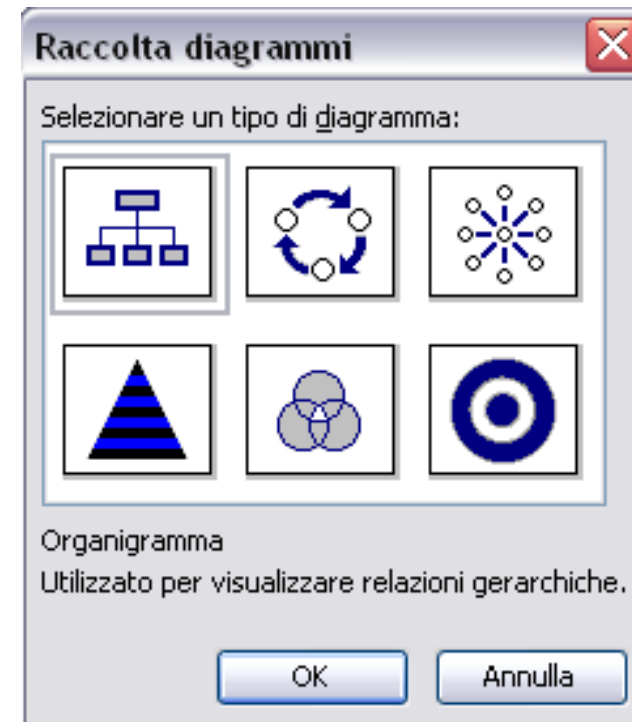 Raccolta diagrammi
Selezionare un tipo di diagramma:
Organigramma
Utilizzato per visualizzare relazioni gerarchiche.
OK
Annulla